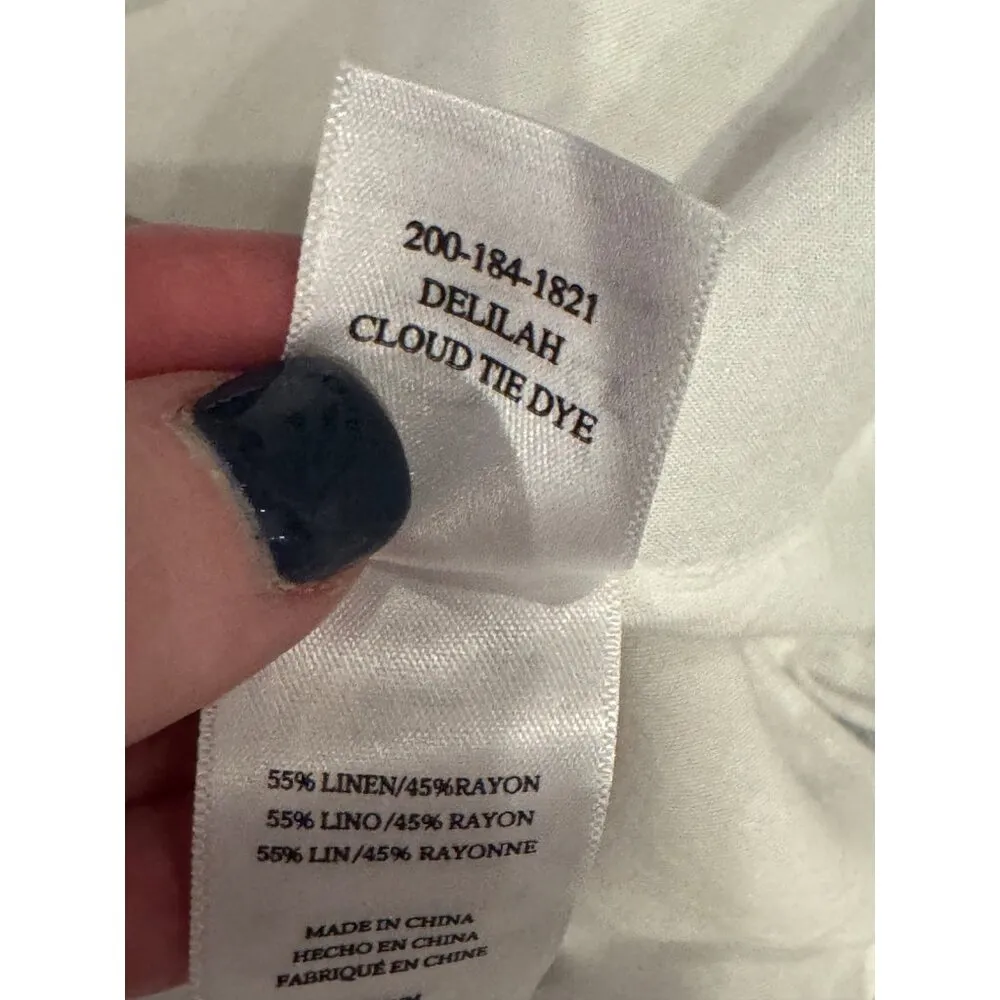 200-184-1821
DELILAH
CLOUD TIE DYE
55% LINEN/45%RAYON
55% LINO/45% RAYON
55% LIN/45% RAYONNE
MADE IN CHINA
HECHO EN CHINA
FABRIQUÉ EN CHINE